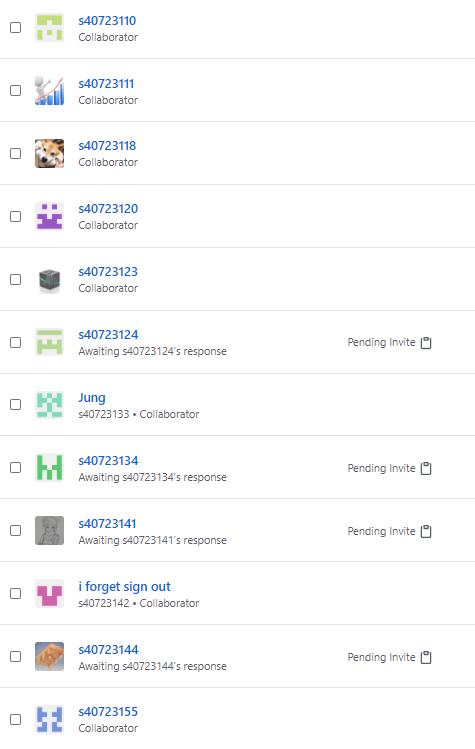 s40723110
Collaborator
s40723111
Collaborator
s40723118
Collaborator
s40723120
Collaborator
s40723123
Collaborator
s40723124
Awaiting s40723124's response
Pending Invite
Jung
s40723133 • Collaborator
s40723134
Awaiting s40723134's response
Pending Invite
s40723141
Awaiting s40723141's response
Pending Invite
i forget sign out
s40723142 • Collaborator
s40723144
Awaiting s40723144's response
Pending Invite
s40723155
Collaborator